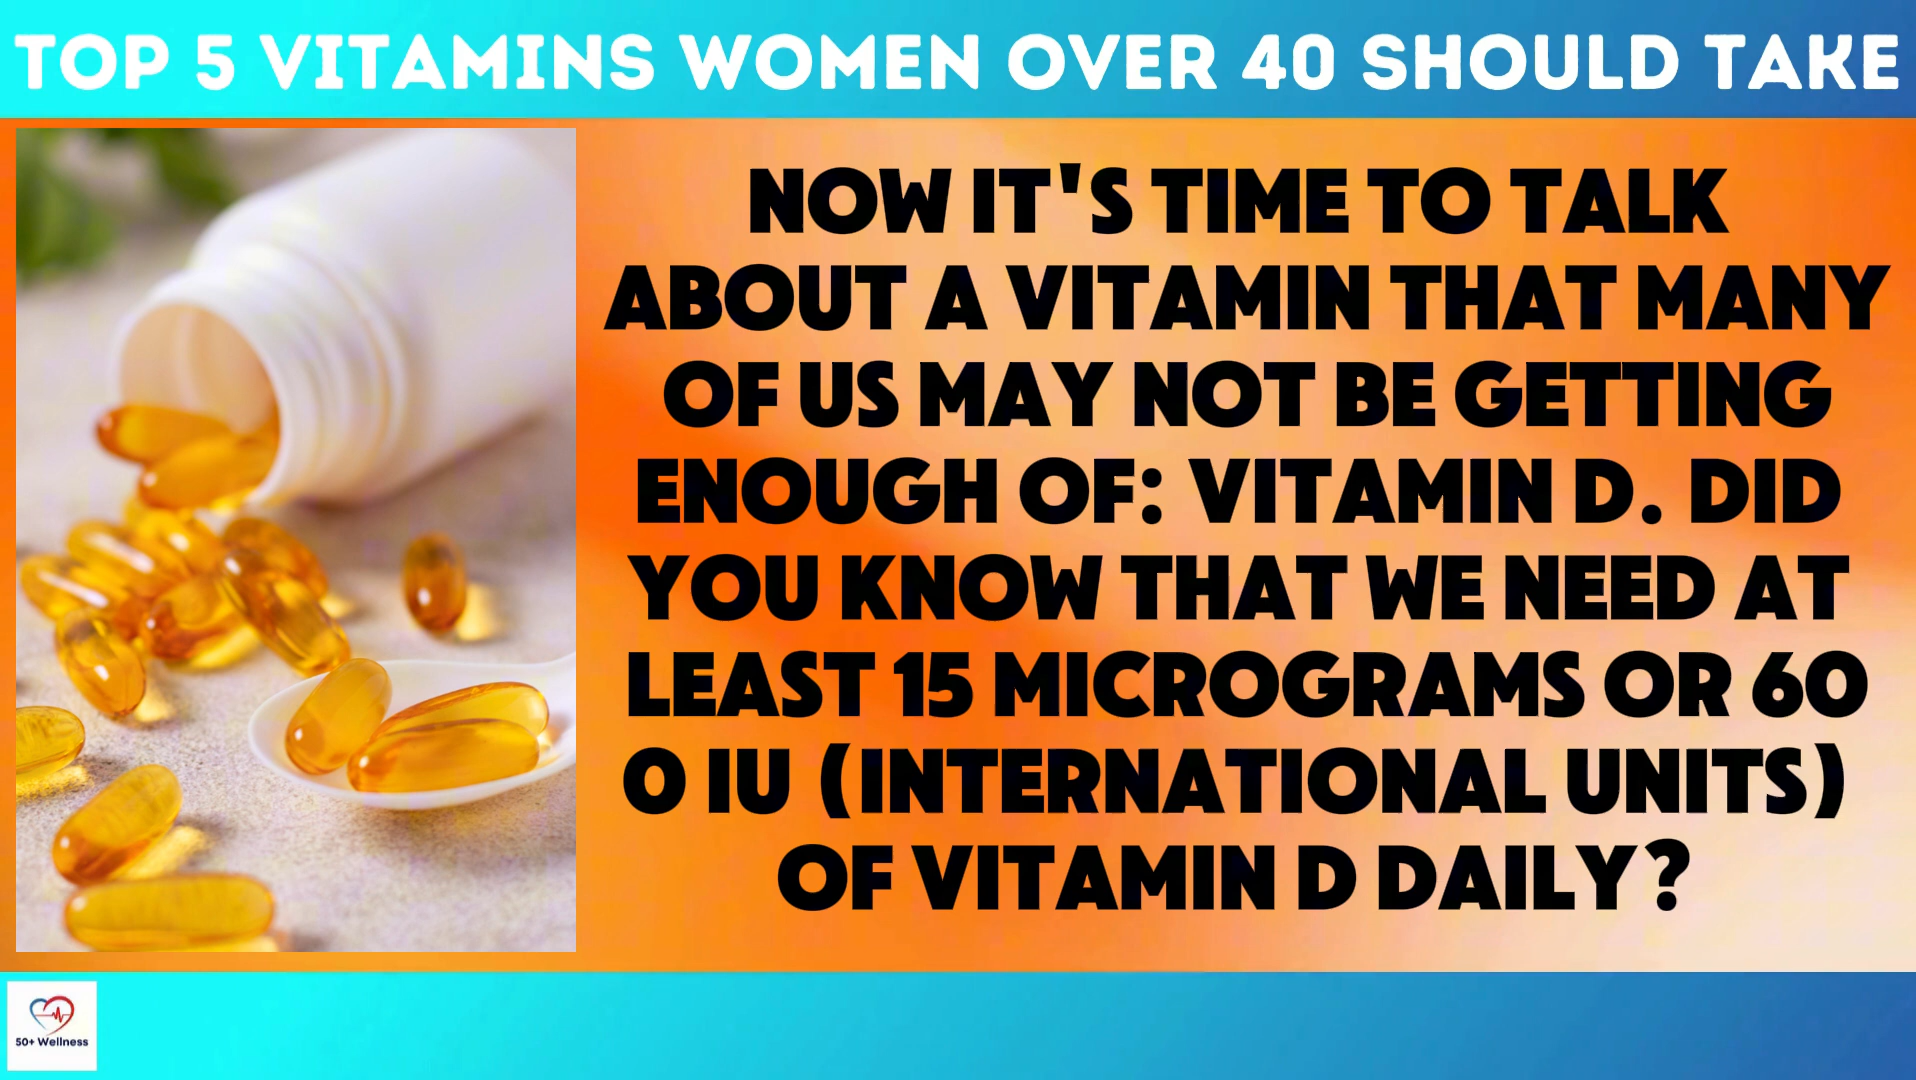 TOP 5 VITAMINS WOMEN OVER 40 SHOULD TAKE
NOW IT'S TIME TO TALK
ABOUT A VITAMIN THAT MANY
OF US MAY NOT BE GETTING
ENOUGH OF: VITAMIN D. DID
YOU KNOW THAT WE NEED AT
LEAST 15 MICROGRAMS OR 60
0 IU (INTERNATIONAL UNITS)
OF VITAMIN D DAILY?
50+ Wellness